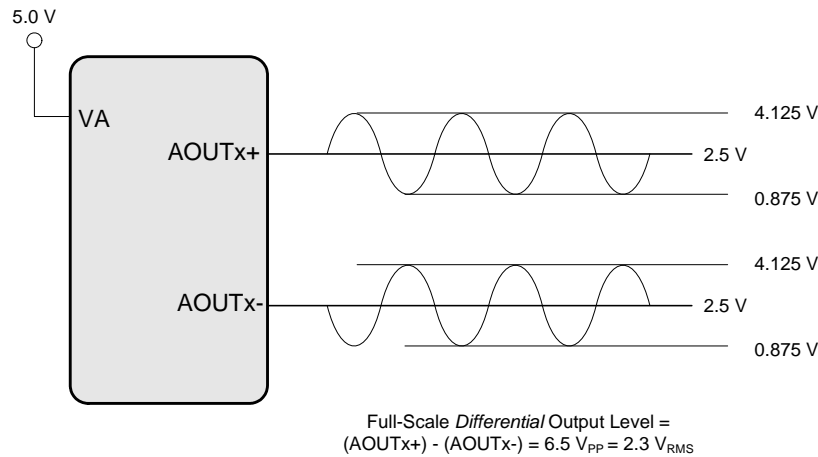 5.0 V
VA
AOUTx+
4.125 V
2.5 V
0.875 V
AOUTx-
4.125 V
2.5 V
0.875 V
Full-Scale Differential Output Level =
(AOUTx+) - (AOUTx-) = 6.5 VPP = 2.3 VRMS